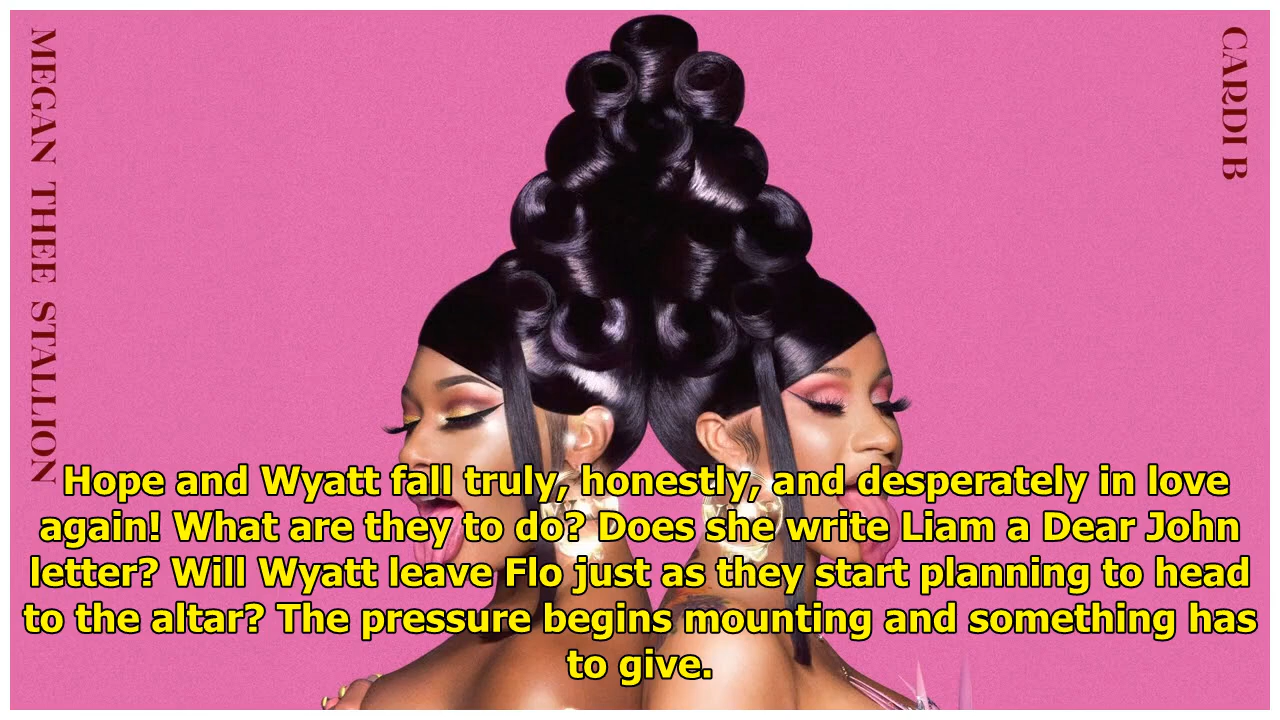 MEGAN THEE STALLION
CARDI B
Hope and Wyatt fall truly, honestly, and desperately in love
again! What are they to do? Does she write Liam a Dear John
letter? Will Wyatt leave Flo just as they start planning to head
to the altar? The pressure begins mounting and something has
to give.